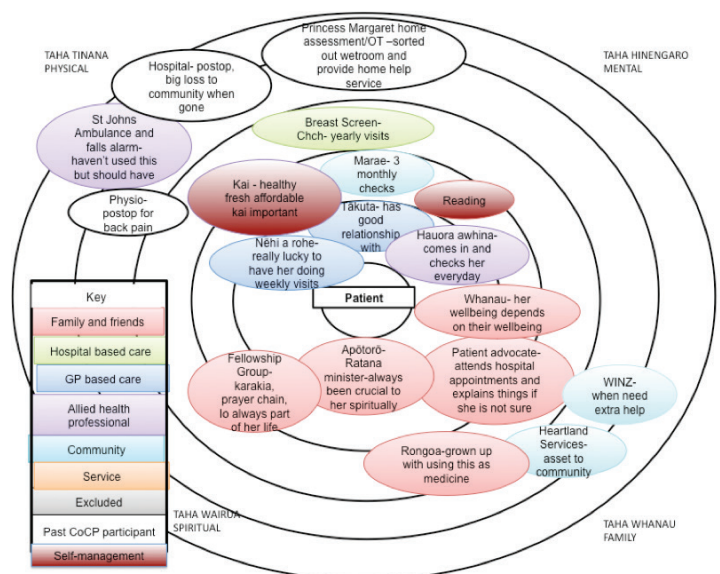 Princess Margaret home
assessment/OT –sorted
out wetroom and
provide home help
service
TAHA TINANA
PHYSICAL
TAHA HINENGARO
MENTAL
Hospital- postop,
big loss to
community when
gone
St Johns
Ambulance and
falls alarm-
haven't used this
but should have
Breast Screen-
Chch- yearly visits
Marae- 3
monthly
checks
Kai - healthy
fresh affordable
kai important
Reading
Physio-
postop for
back pain
Tākuta- has
good
relationship
with
Hauora awhina-
comes in and
checks her
everyday
Nēhi a rohe-
really lucky to
have her doing
weekly visits
Patient
Whanau- her
wellbeing depends
on their wellbeing
Fellowship
Group-
karakia,
prayer chain,
Io always part
of her life
Apōtorō-
Ratana
minister-always
been crucial to
her spiritually
Patient advocate-
attends hospital
appointments and
explains things if
she is not sure
WINZ-
when need
extra help
Heartland
Services-
asset to
community
Rongoa-grown up
with using this as
medicine
Key
Family and friends
Hospital based care
GP based care
Allied health
professional
Community
Service
Excluded
Past CoCP participant
Self-management
TAHA WAIRUA
SPIRITUAL
TAHA WHANAU
FAMILY